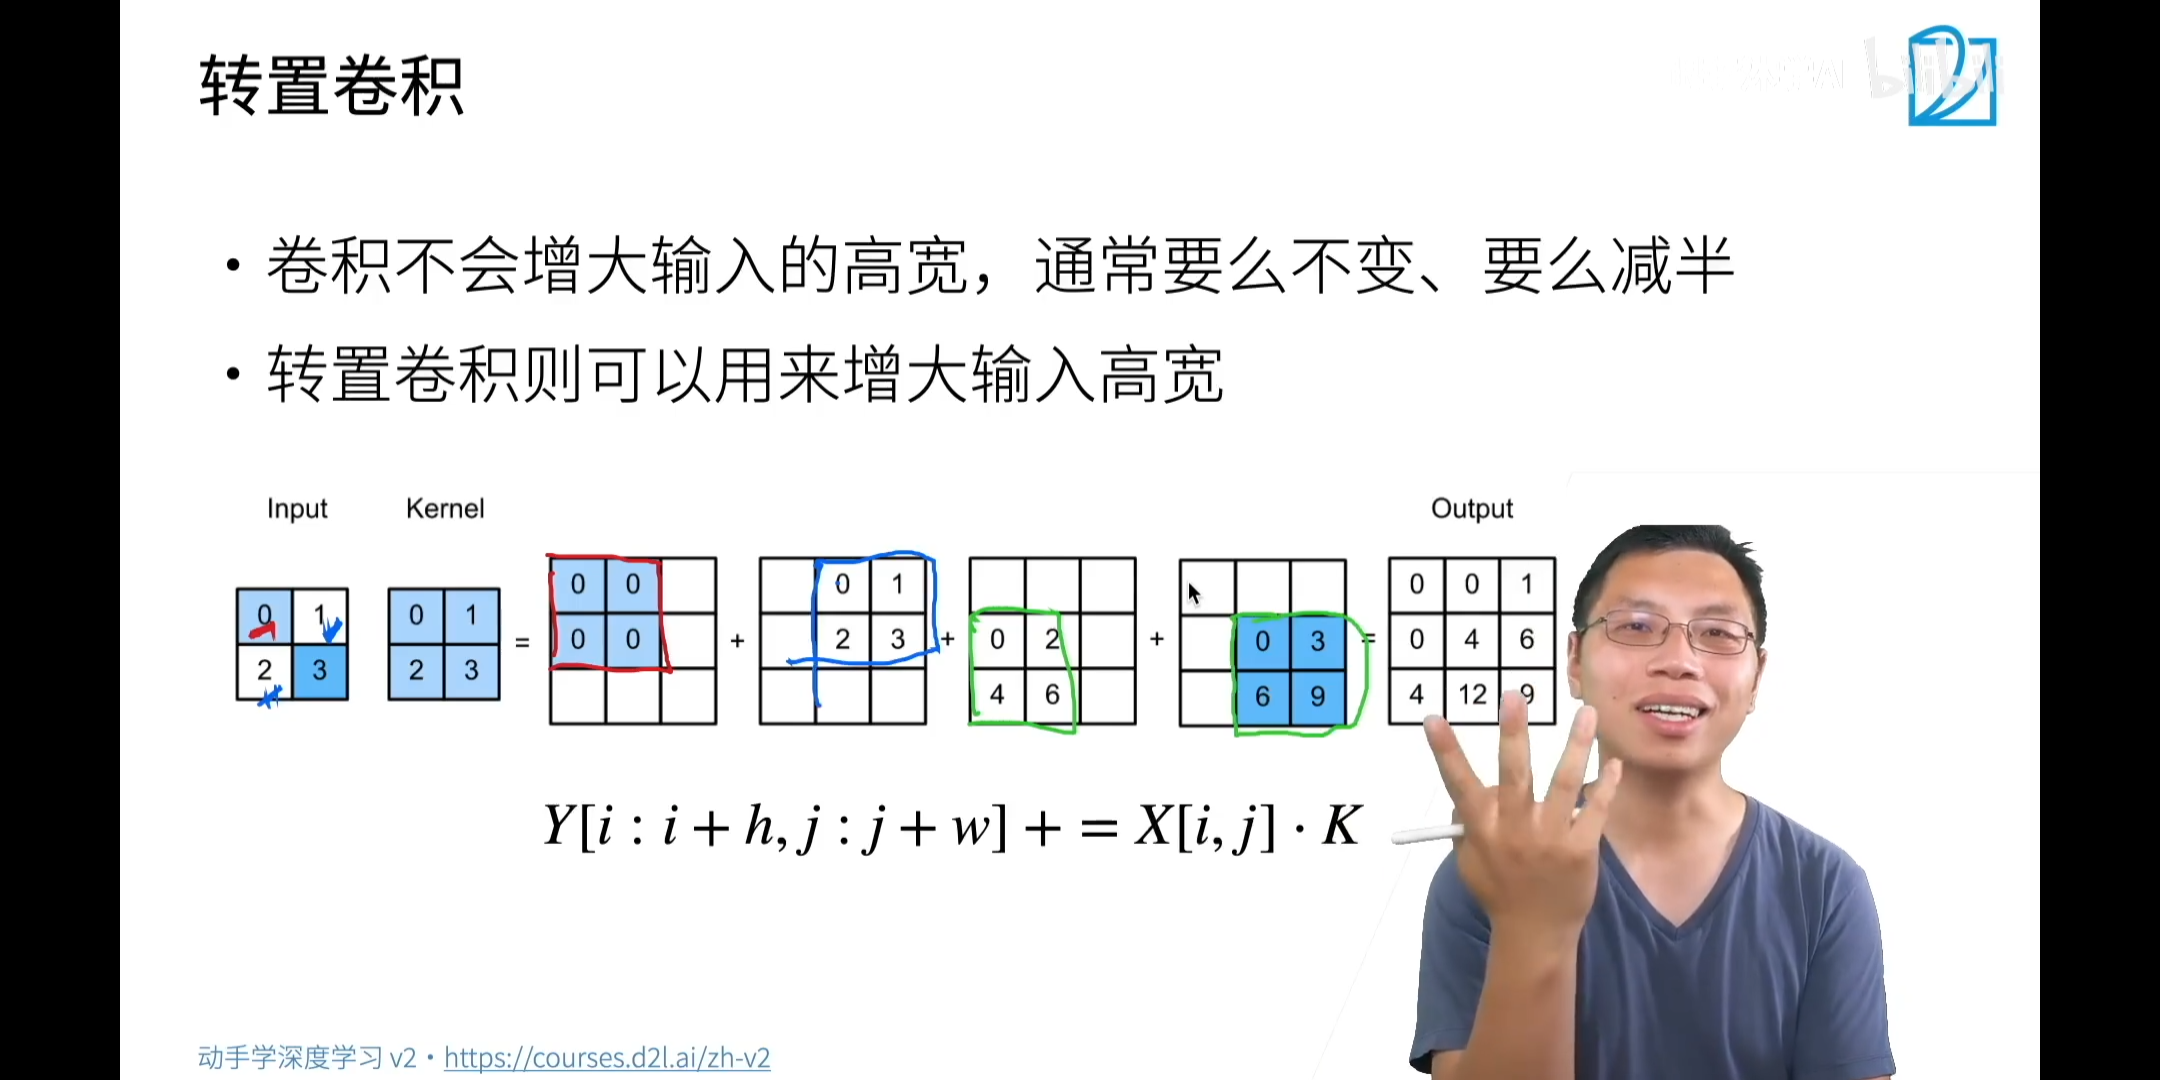 转置卷积
bilibili
• 卷积不会增大输入的高宽，通常要么不变、要么减半
• 转置卷积则可以用来增大输入高宽
Input Kernel Output
0 1
2 3
0 1
2 3
=
0 0
0 0
+
0 1
2 3
+
0 2
4 6
+
0 3
6 9
=
0 0 1
0 4 6
4 12 9
Y[i : i + h, j : j + w] + = X[i, j] · K
动手学深度学习 v2 • https://courses.d2l.ai/zh-v2